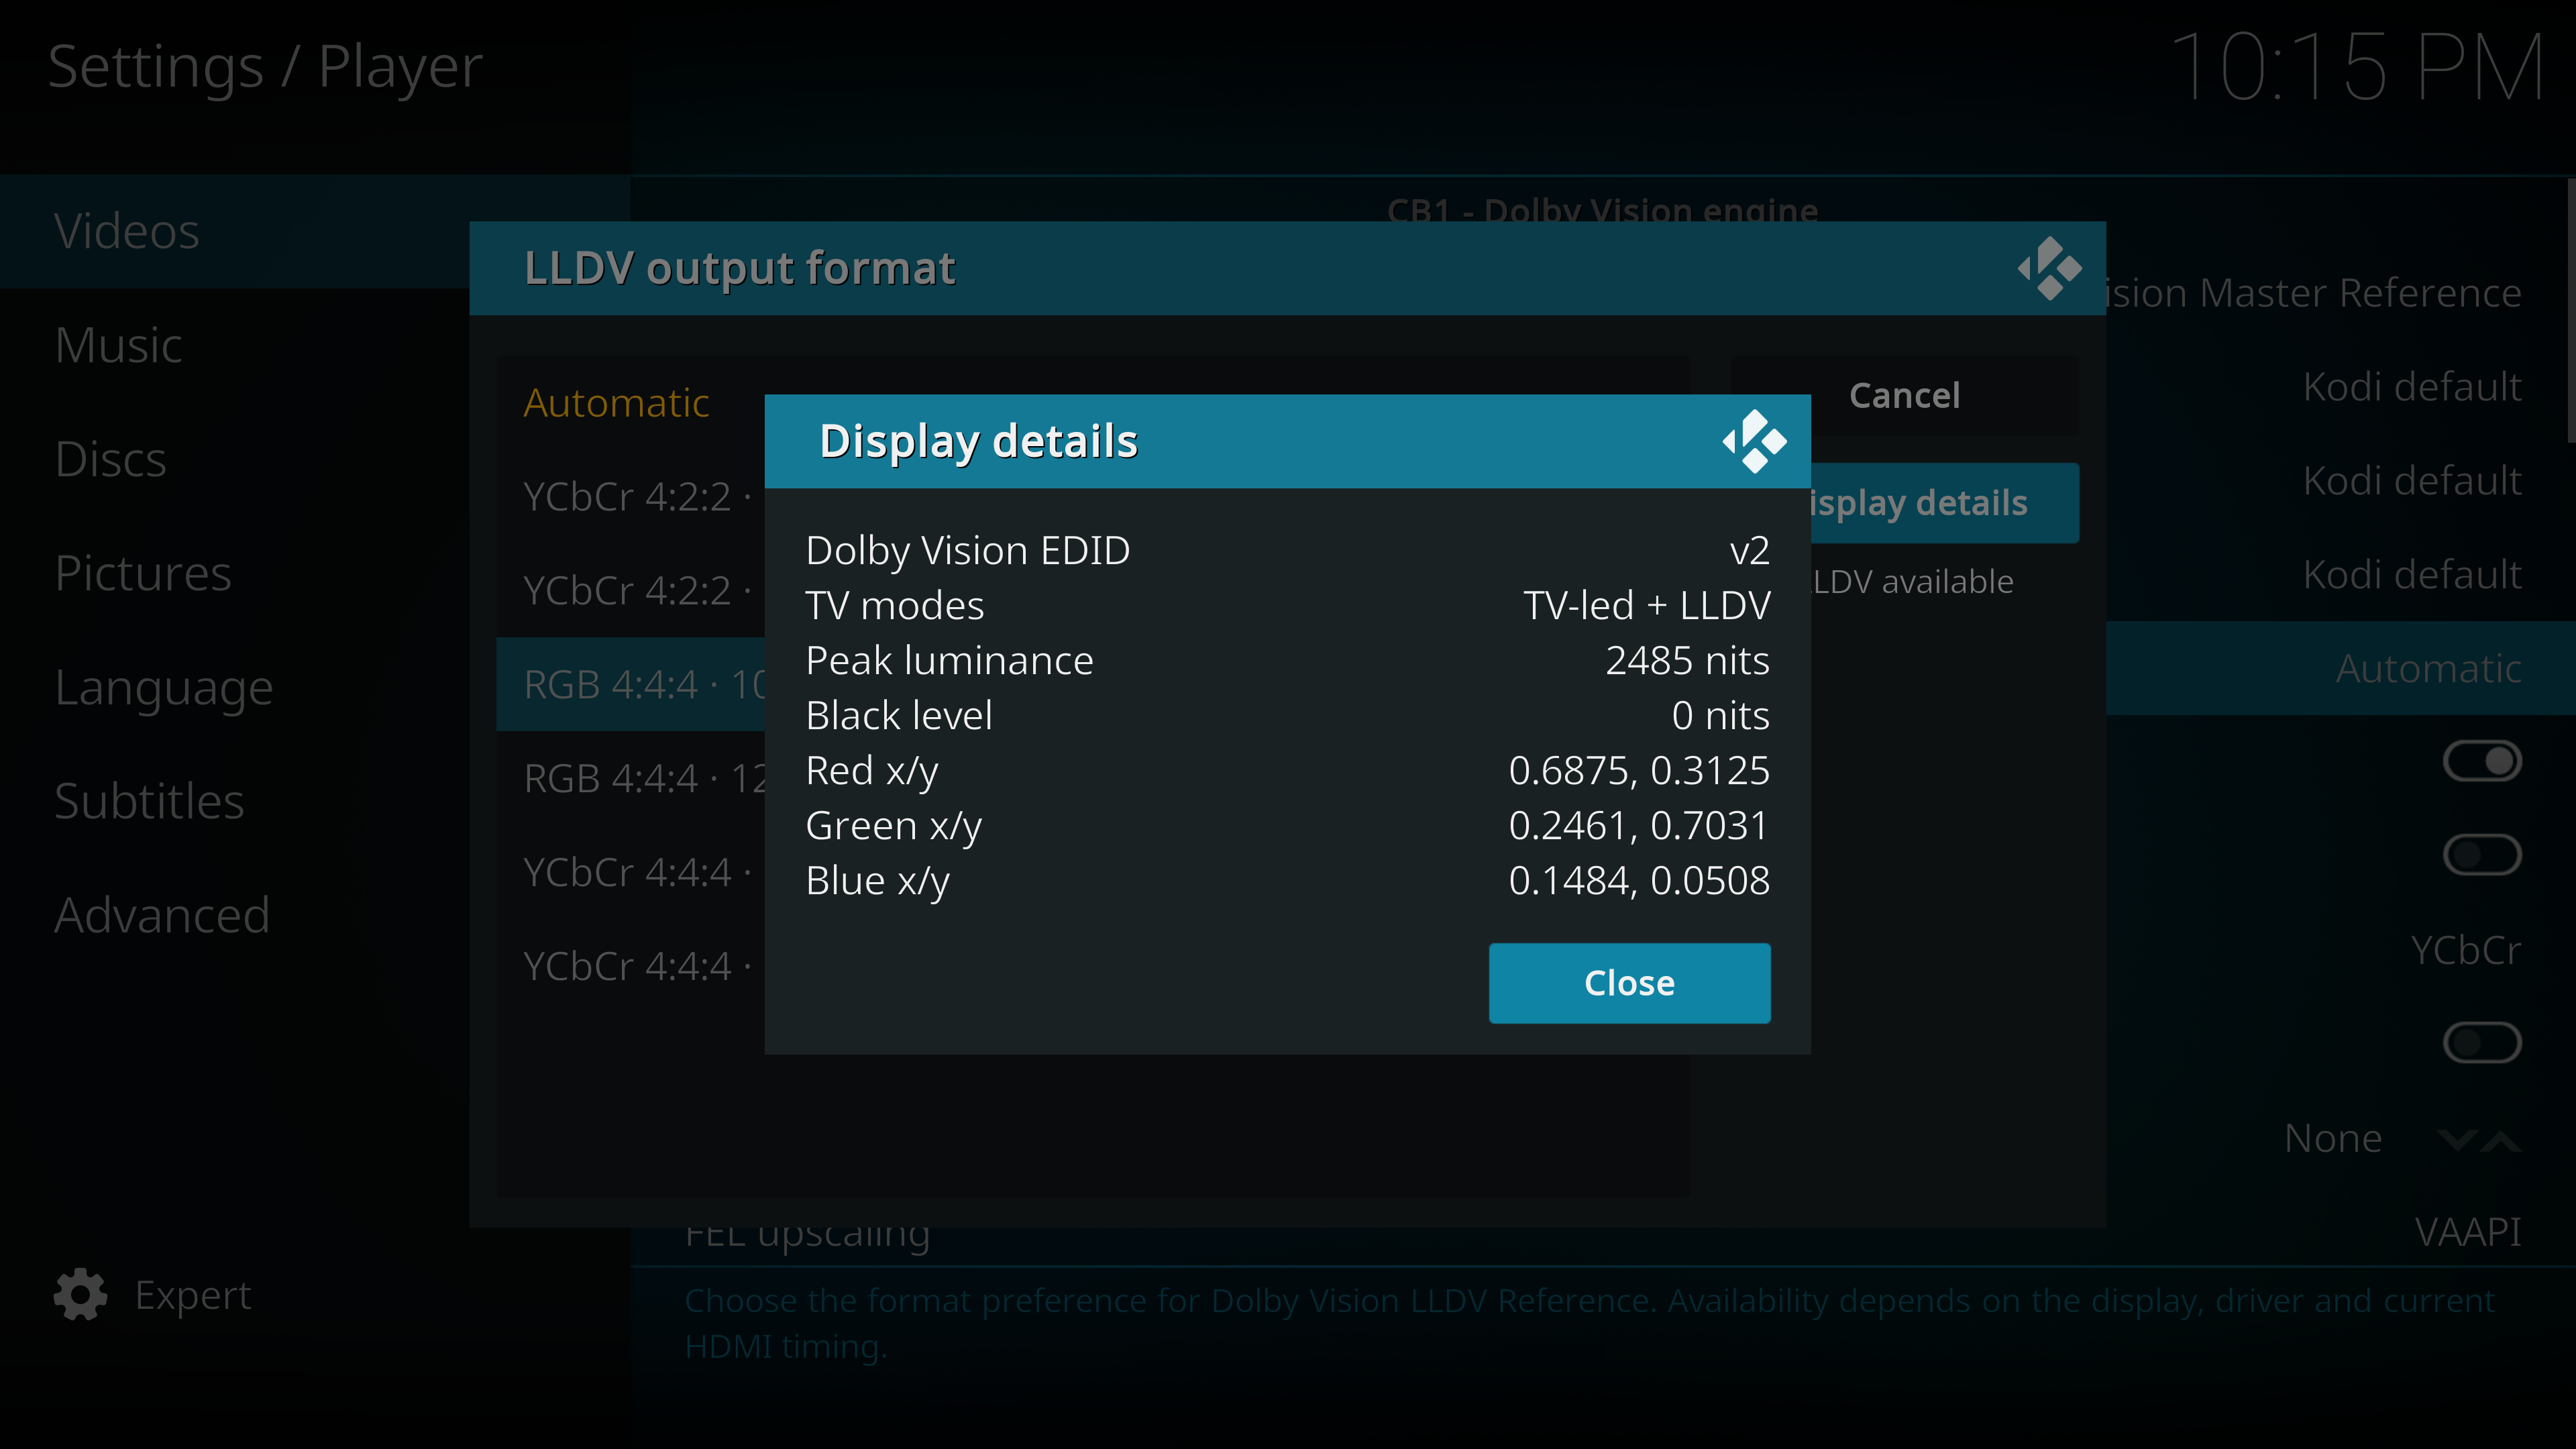 Settings / Player
10:15 PM
Videos
Music
Discs
Pictures
Language
Subtitles
Advanced
Expert
CB1 - Dolby Vision engine
LLDV output format
Master Reference
Kodi default
Kodi default
Kodi default
Automatic
YCbCr
None
VAAPI
Automatic
YCbCr 4:2:2 ·
YCbCr 4:2:2 ·
RGB 4:4:4 · 10
RGB 4:4:4 · 12
YCbCr 4:4:4 ·
YCbCr 4:4:4 ·
Cancel
details
available
Display details
Dolby Vision EDID v2
TV modes TV-led + LLDV
Peak luminance 2485 nits
Black level 0 nits
Red x/y 0.6875, 0.3125
Green x/y 0.2461, 0.7031
Blue x/y 0.1484, 0.0508
Close
FEL upscaling
Choose the format preference for Dolby Vision LLDV Reference. Availability depends on the display, driver and current
HDMI timing.